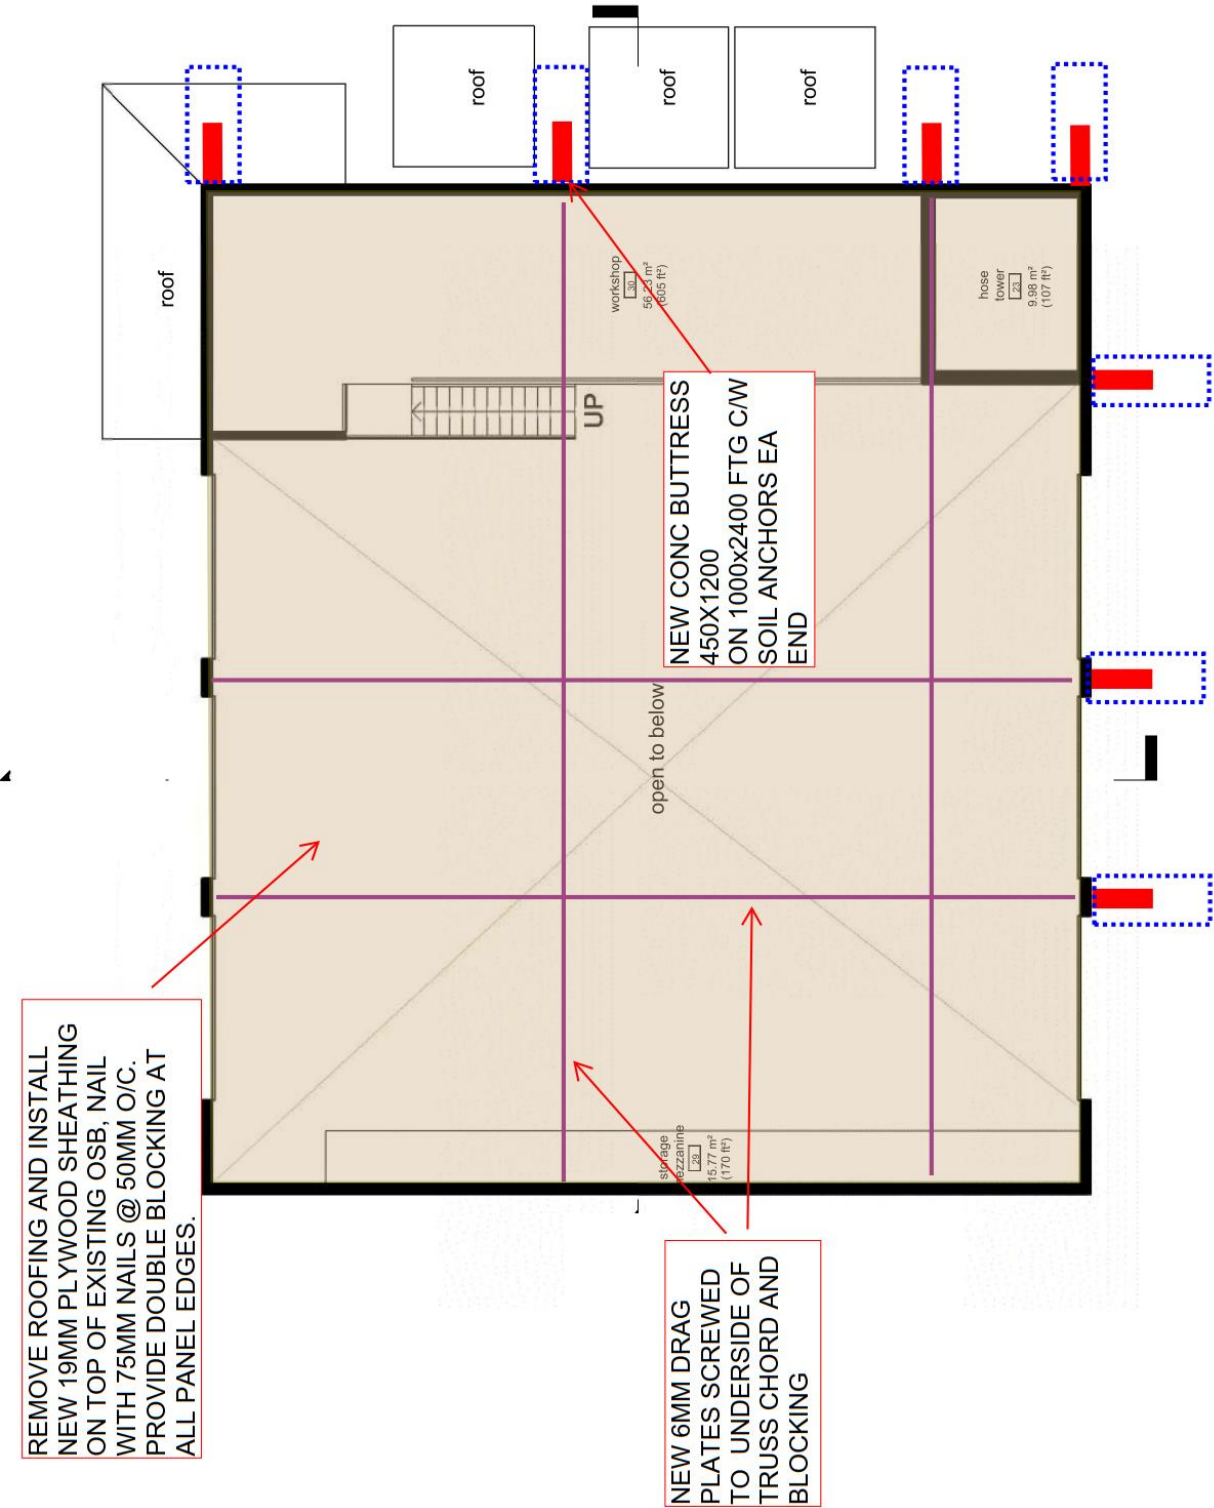 REMOVE ROOFING AND INSTALL
NEW 19MM PLYWOOD SHEATHING
ON TOP OF EXISTING OSB, NAIL
WITH 75MM NAILS @ 50MM O/C.
PROVIDE DOUBLE BLOCKING AT
ALL PANEL EDGES.
roof
roof
roof
roof
UP
workshop
30
56.23 m²
(605 ft²)
hose
tower
23
9.98 m²
(107 ft²)
NEW CONC BUTTRESS
450X1200
ON 1000x2400 FTG C/W
SOIL ANCHORS EA
END
open to below
storage
ezzanine
29
15.77 m²
(170 ft²)
NEW 6MM DRAG
PLATES SCREWED
TO UNDERSIDE OF
TRUSS CHORD AND
BLOCKING